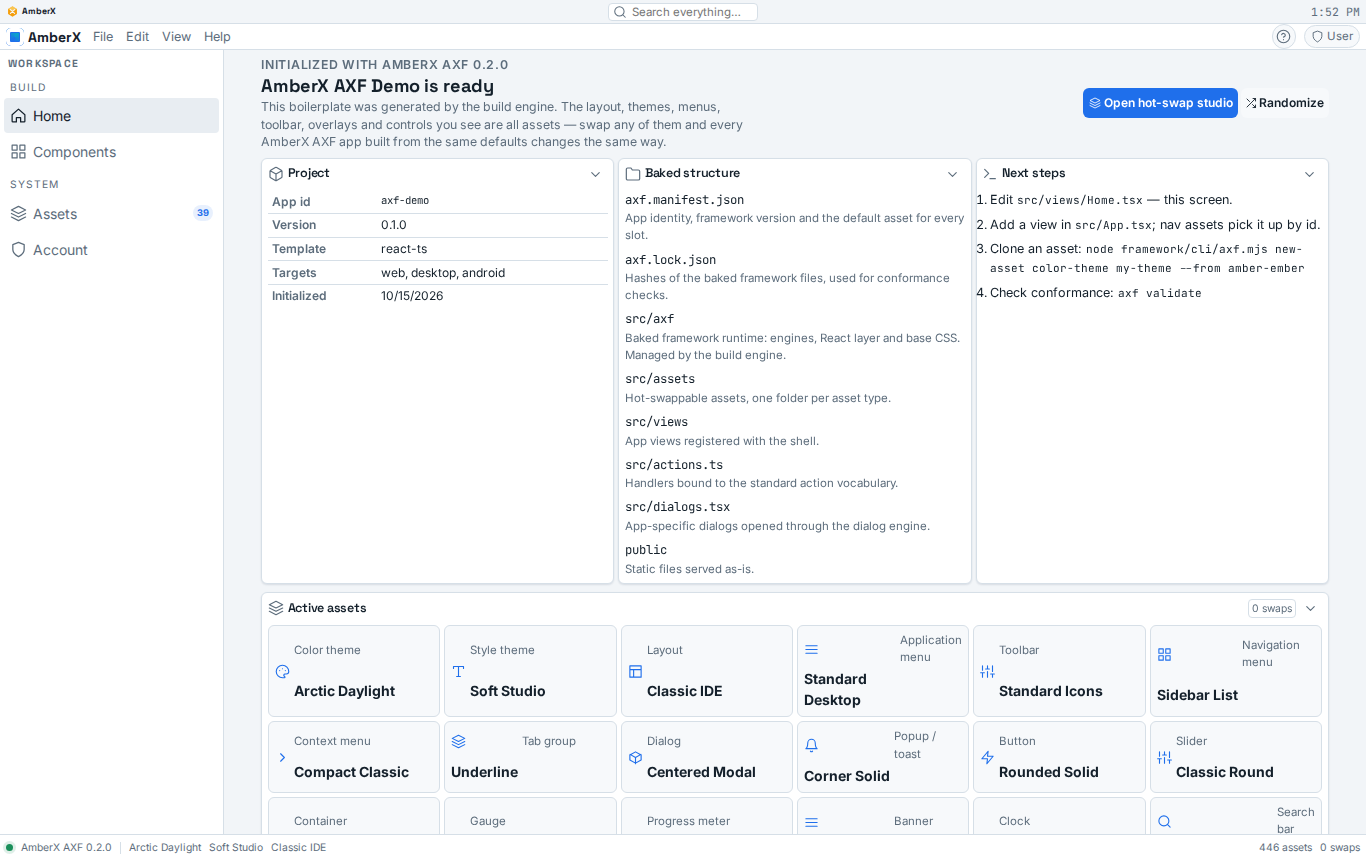 AmberX
Search everything...
1:52 PM
AmberX File Edit View Help
User
WORKSPACE
BUILD
Home
Components
SYSTEM
Assets 39
Account
INITIALIZED WITH AMBERX AXF 0.2.0
AmberX AXF Demo is ready
This boilerplate was generated by the build engine. The layout, themes, menus,
toolbar, overlays and controls you see are all assets — swap any of them and every
AmberX AXF app built from the same defaults changes the same way.
Open hot-swap studio
Randomize
Project
App id axf-demo
Version 0.1.0
Template react-ts
Targets web, desktop, android
Initialized 10/15/2026
Baked structure
axf.manifest.json
App identity, framework version and the default asset for every
slot.
axf.lock.json
Hashes of the baked framework files, used for conformance
checks.
src/axf
Baked framework runtime: engines, React layer and base CSS.
Managed by the build engine.
src/assets
Hot-swappable assets, one folder per asset type.
src/views
App views registered with the shell.
src/actions.ts
Handlers bound to the standard action vocabulary.
src/dialogs.tsx
App-specific dialogs opened through the dialog engine.
public
Static files served as-is.
Next steps
1. Edit src/views/Home.tsx — this screen.
2. Add a view in src/App.tsx; nav assets pick it up by id.
3. Clone an asset: node framework/cli/axf.mjs new-
asset color-theme my-theme --from amber-ember
4. Check conformance: axf validate
Active assets
0 swaps
Color theme
Arctic Daylight
Style theme
Soft Studio
Layout
Classic IDE
Application
menu
Standard
Desktop
Toolbar
Standard Icons
Navigation
menu
Sidebar List
Context menu
Compact Classic
Tab group
Underline
Dialog
Centered Modal
Popup /
toast
Corner Solid
Button
Rounded Solid
Slider
Classic Round
Container
Gauge
Progress meter
Banner
Clock
Search
bar
AmberX AXF 0.2.0 Arctic Daylight Soft Studio Classic IDE
446 assets 0 swaps